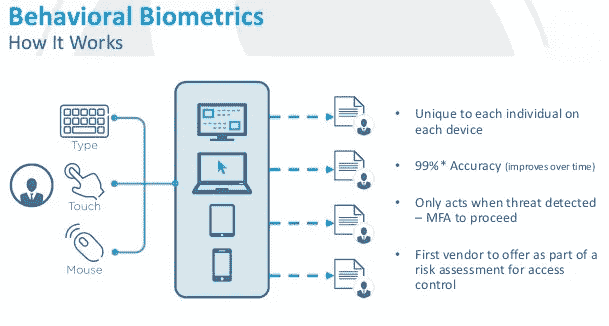 Behavioral Biometrics
How It Works
Type
Touch
Mouse
• Unique to each individual on
each device
• 99%* Accuracy (improves over time)
• Only acts when threat detected
– MFA to proceed
• First vendor to offer as part of a
risk assessment for access
control